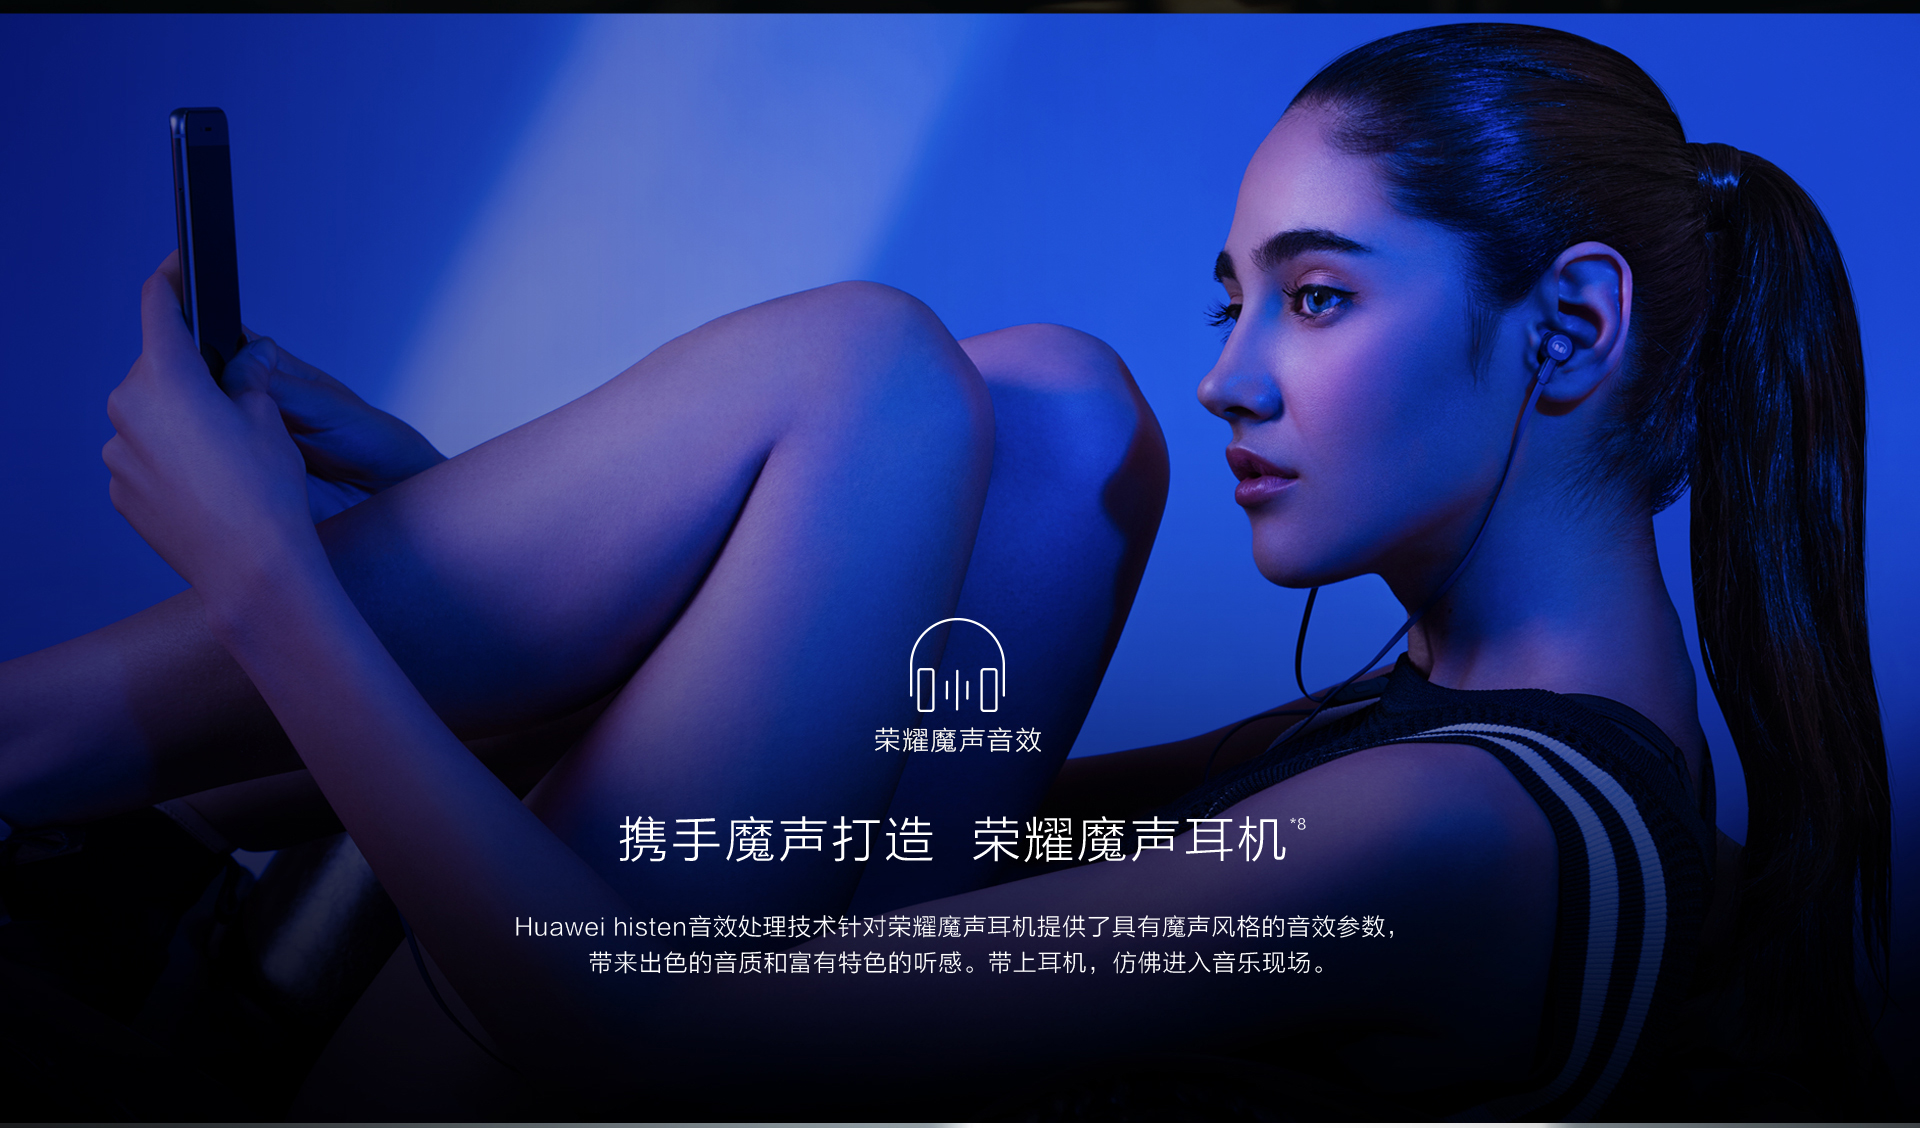 荣耀魔声音效
携手魔声打造 荣耀魔声耳机*8
Huawei histen音效处理技术针对荣耀魔声耳机提供了具有魔声风格的音效参数，
带来出色的音质和富有特色的听感。带上耳机，仿佛进入音乐现场。